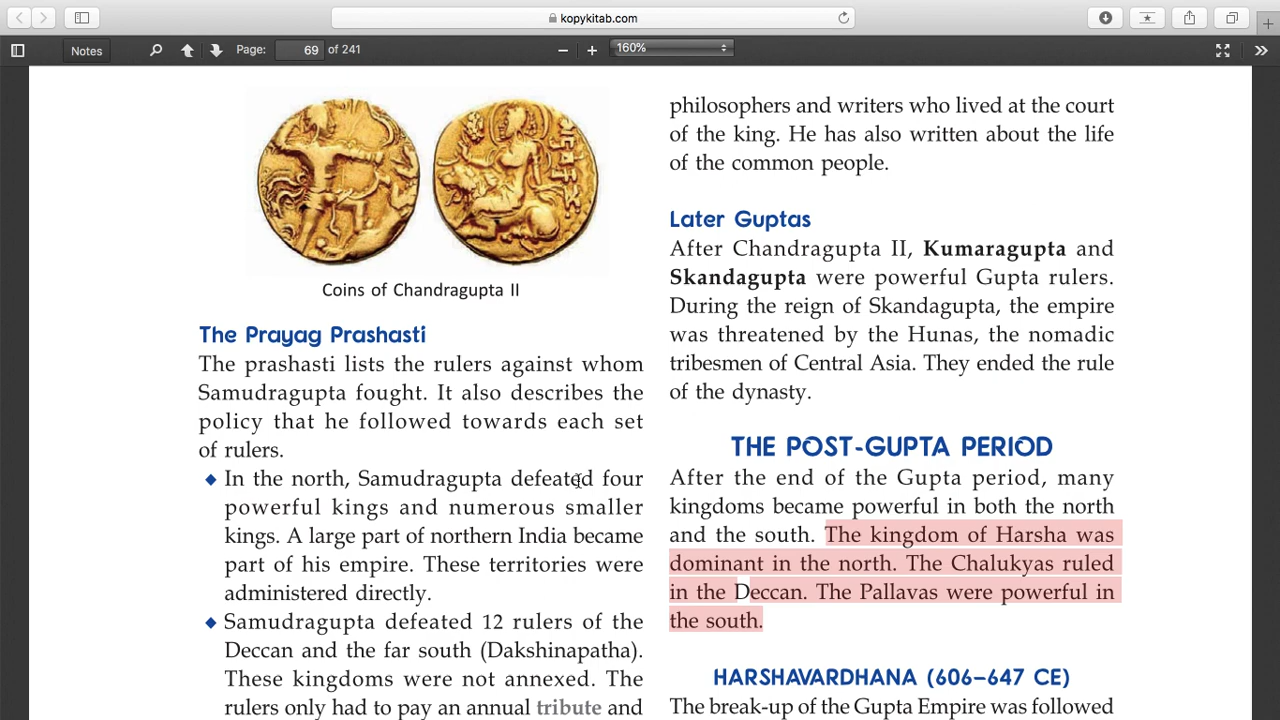 kopykitab.com
Notes
Page: 69 of 241
160%
Coins of Chandragupta II
The Prayag Prashasti
The prashasti lists the rulers against whom
Samudragupta fought. It also describes the
policy that he followed towards each set
of rulers.
◆ In the north, Samudragupta defeated four
powerful kings and numerous smaller
kings. A large part of northern India became
part of his empire. These territories were
administered directly.
◆ Samudragupta defeated 12 rulers of the
Deccan and the far south (Dakshinapatha).
These kingdoms were not annexed. The
rulers only had to pay an annual tribute and
philosophers and writers who lived at the court
of the king. He has also written about the life
of the common people.
Later Guptas
After Chandragupta II, Kumaragupta and
Skandagupta were powerful Gupta rulers.
During the reign of Skandagupta, the empire
was threatened by the Hunas, the nomadic
tribesmen of Central Asia. They ended the rule
of the dynasty.
THE POST-GUPTA PERIOD
After the end of the Gupta period, many
kingdoms became powerful in both the north
and the south. The kingdom of Harsha was
dominant in the north. The Chalukyas ruled
in the Deccan. The Pallavas were powerful in
the south.
HARSHAVARDHANA (606–647 CE)
The break-up of the Gupta Empire was followed